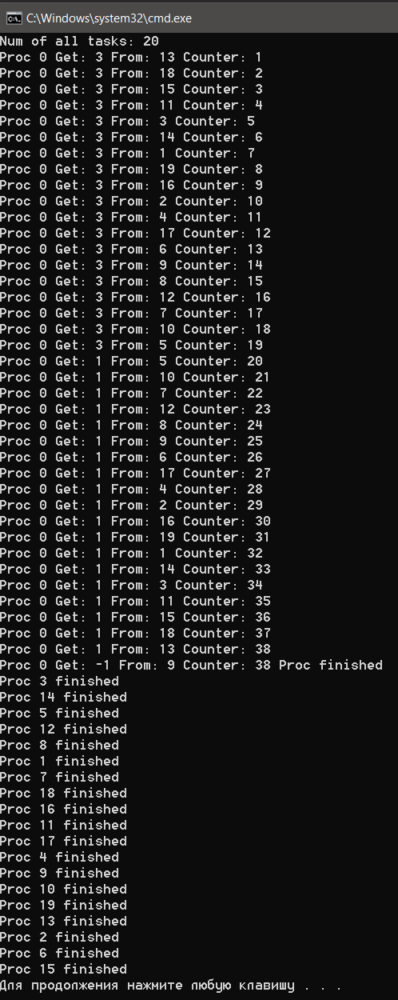 C:\Windows\system32\cmd.exe
Num of all tasks: 20
Proc 0 Get: 3 From: 13 Counter: 1
Proc 0 Get: 3 From: 18 Counter: 2
Proc 0 Get: 3 From: 15 Counter: 3
Proc 0 Get: 3 From: 11 Counter: 4
Proc 0 Get: 3 From: 3 Counter: 5
Proc 0 Get: 3 From: 14 Counter: 6
Proc 0 Get: 3 From: 1 Counter: 7
Proc 0 Get: 3 From: 19 Counter: 8
Proc 0 Get: 3 From: 16 Counter: 9
Proc 0 Get: 3 From: 2 Counter: 10
Proc 0 Get: 3 From: 4 Counter: 11
Proc 0 Get: 3 From: 17 Counter: 12
Proc 0 Get: 3 From: 6 Counter: 13
Proc 0 Get: 3 From: 9 Counter: 14
Proc 0 Get: 3 From: 8 Counter: 15
Proc 0 Get: 3 From: 12 Counter: 16
Proc 0 Get: 3 From: 7 Counter: 17
Proc 0 Get: 3 From: 10 Counter: 18
Proc 0 Get: 3 From: 5 Counter: 19
Proc 0 Get: 1 From: 5 Counter: 20
Proc 0 Get: 1 From: 10 Counter: 21
Proc 0 Get: 1 From: 7 Counter: 22
Proc 0 Get: 1 From: 12 Counter: 23
Proc 0 Get: 1 From: 8 Counter: 24
Proc 0 Get: 1 From: 9 Counter: 25
Proc 0 Get: 1 From: 6 Counter: 26
Proc 0 Get: 1 From: 17 Counter: 27
Proc 0 Get: 1 From: 4 Counter: 28
Proc 0 Get: 1 From: 2 Counter: 29
Proc 0 Get: 1 From: 16 Counter: 30
Proc 0 Get: 1 From: 19 Counter: 31
Proc 0 Get: 1 From: 1 Counter: 32
Proc 0 Get: 1 From: 14 Counter: 33
Proc 0 Get: 1 From: 3 Counter: 34
Proc 0 Get: 1 From: 11 Counter: 35
Proc 0 Get: 1 From: 15 Counter: 36
Proc 0 Get: 1 From: 18 Counter: 37
Proc 0 Get: 1 From: 13 Counter: 38
Proc 0 Get: -1 From: 9 Counter: 38 Proc finished
Proc 3 finished
Proc 14 finished
Proc 5 finished
Proc 12 finished
Proc 8 finished
Proc 1 finished
Proc 7 finished
Proc 18 finished
Proc 16 finished
Proc 11 finished
Proc 17 finished
Proc 4 finished
Proc 9 finished
Proc 10 finished
Proc 19 finished
Proc 13 finished
Proc 2 finished
Proc 6 finished
Proc 15 finished
Для продолжения нажмите любую клавишу . . .